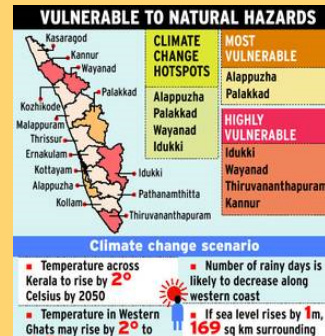 VULNERABLE TO NATURAL HAZARDS
Kasaragod
Kannur
Wayanad
Palakkad
Kozhikode
Malappuram
Thrissur
Ernakulam
Kottayam
Alappuzha
Kollam
Idukki
Pathanamthitta
Thiruvananthapuram
CLIMATE
CHANGE
HOTSPOTS
Alappuzha
Palakkad
Wayanad
Idukki
MOST
VULNERABLE
Alappuzha
Palakkad
HIGHLY
VULNERABLE
Idukki
Wayanad
Thiruvananthapuram
Kannur
Climate change scenario
Temperature across
Kerala to rise by 2°
Celsius by 2050
Temperature in Western
Ghats may rise by 2° to
Number of rainy days is
likely to decrease along
western coast
If sea level rises by 1m,
169 sq km surrounding